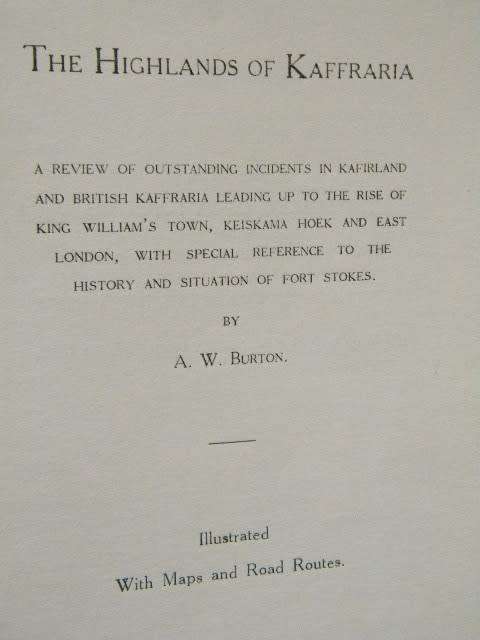 THE HIGHLANDS OF KAFFRARIA
A REVIEW OF OUTSTANDING INCIDENTS IN KAFIRLAND
AND BRITISH KAFFRARIA LEADING UP TO THE RISE OF
KING WILLIAM'S TOWN, KEISKAMA HOEK AND EAST
LONDON, WITH SPECIAL REFERENCE TO THE
HISTORY AND SITUATION OF FORT STOKES.
BY
A. W. BURTON.
Illustrated
With Maps and Road Routes.